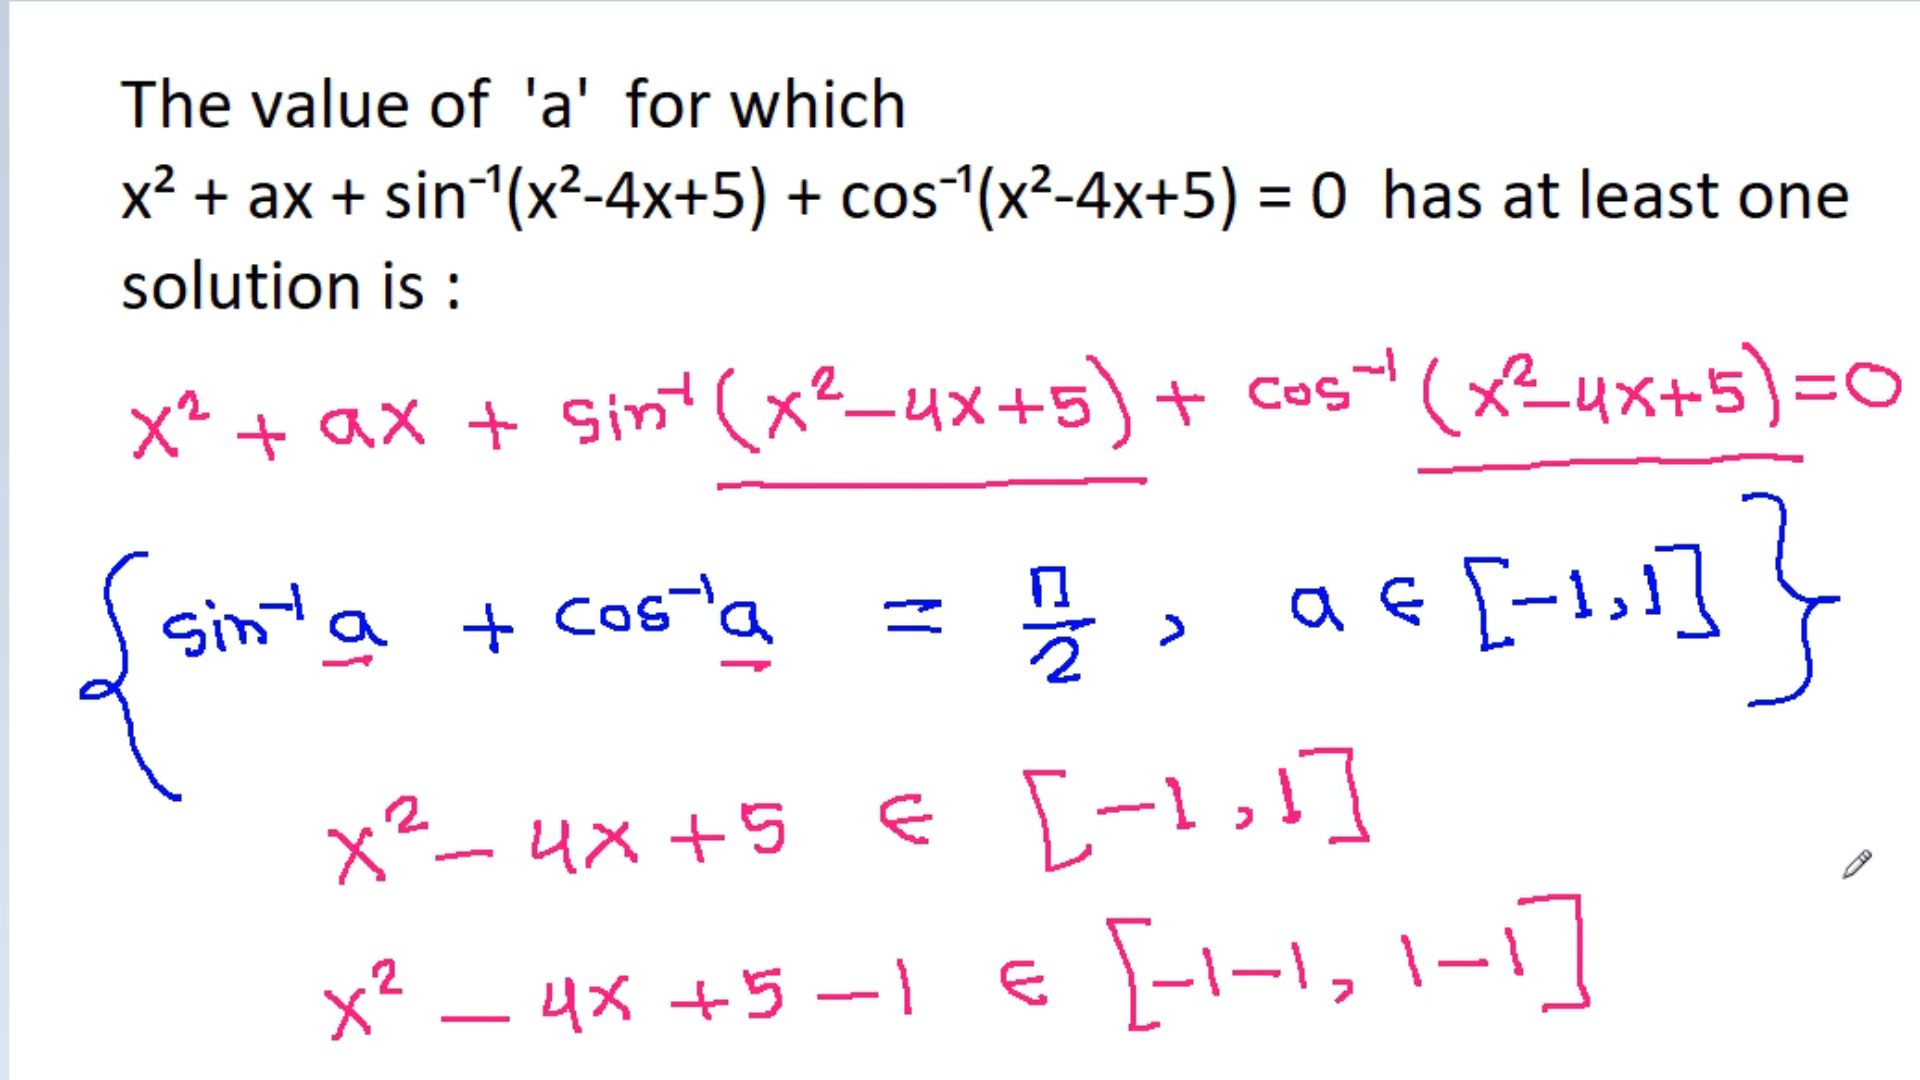 The value of 'a' for which
x² + ax + sin⁻¹(x²-4x+5) + cos⁻¹(x²-4x+5) = 0 has at least one
solution is :
x² + ax + sin⁻¹(x²-4x+5) + cos⁻¹(x²-4x+5)=0
{sin⁻¹a + cos⁻¹a = π/2 , a ∈ [-1,1]}
x² - 4x + 5 ∈ [-1,1]
x² - 4x + 5 - 1 ∈ [-1-1, 1-1]